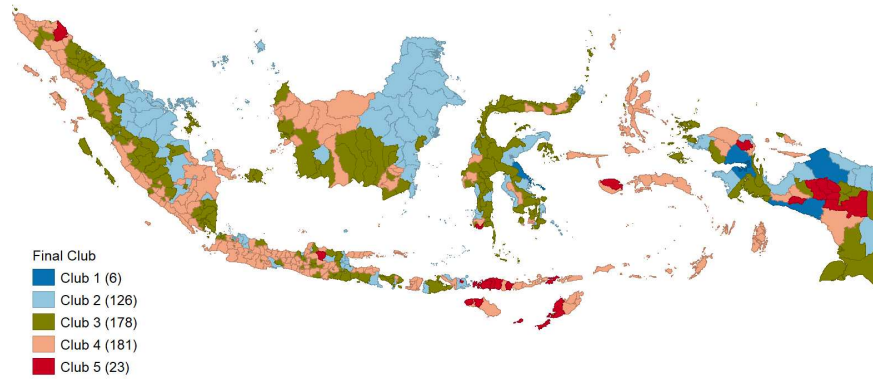 Final Club
Club 1 (6)
Club 2 (126)
Club 3 (178)
Club 4 (181)
Club 5 (23)